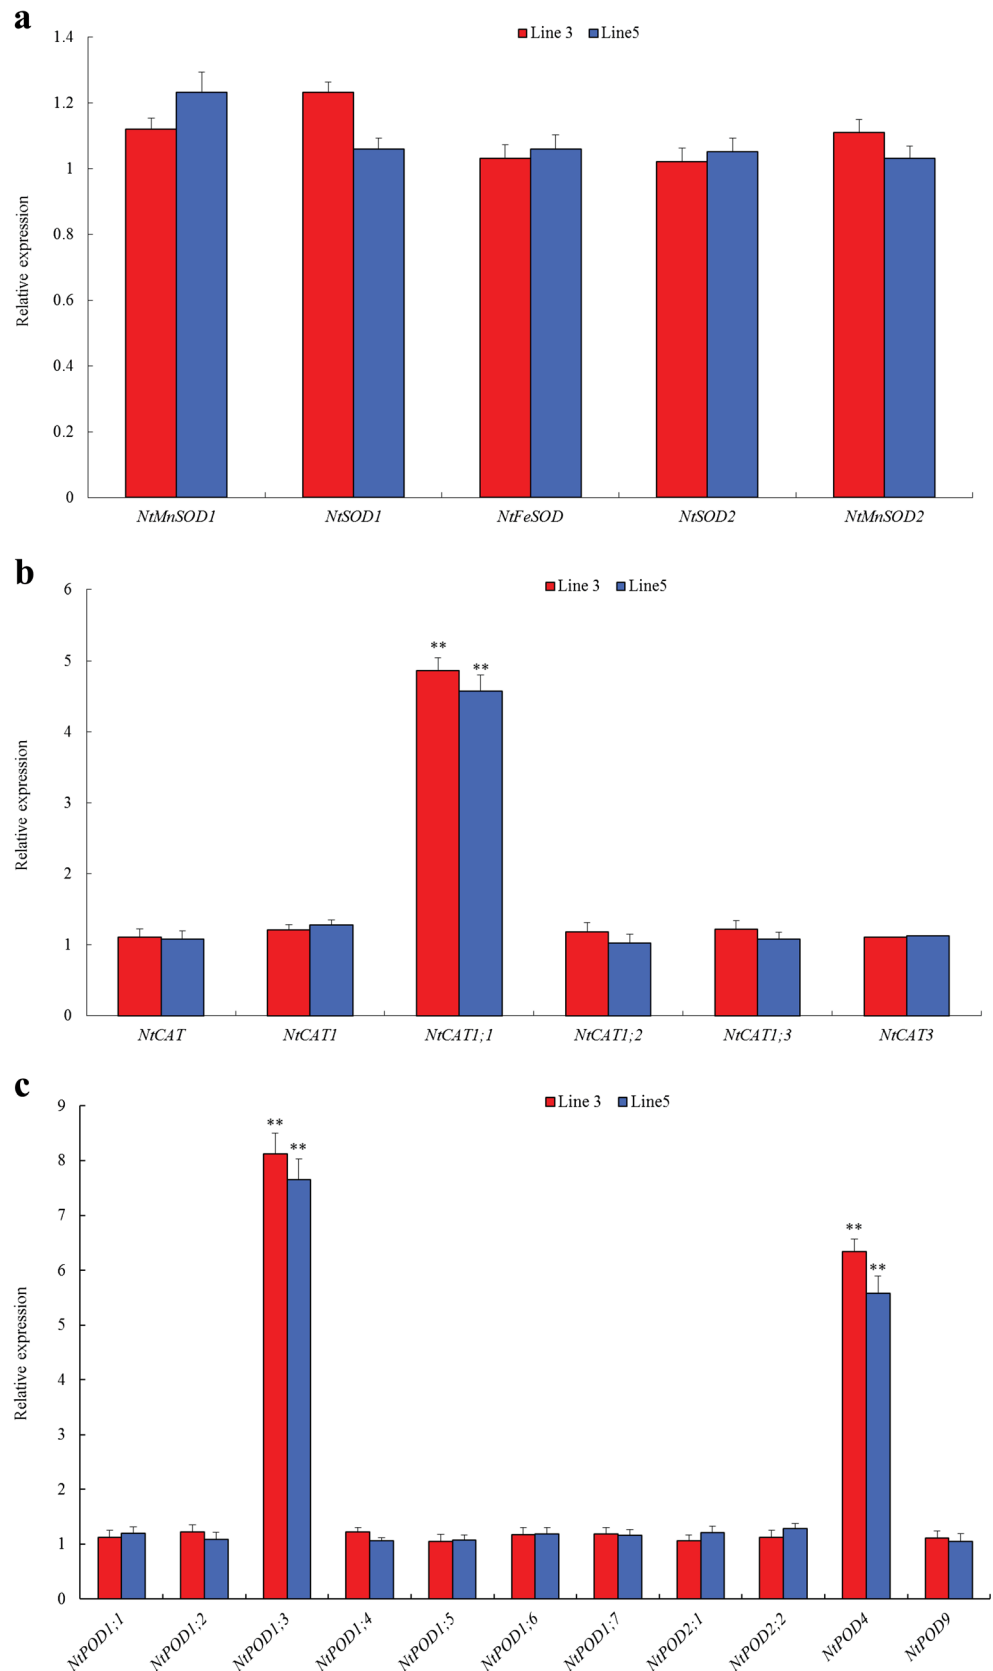 a
Line 3 Line5
1.4
1.2
1
0.8
0.6
0.4
0.2
0
Relative expression
NtMnSOD1 NtSOD1 NtFeSOD NtSOD2 NtMnSOD2
b
Line 3 Line5
6
5
4
3
2
1
0
Relative expression
** **
NtCAT NtCAT1 NtCAT1;1 NtCAT1;2 NtCAT1;3 NtCAT3
c
Line 3 Line5
9
8
7
6
5
4
3
2
1
0
Relative expression
** **
** **
NtPOD1:1 NtPOD1:2 NtPOD1:3 NtPOD1:4 NtPOD1:5 NtPOD1:6 NtPOD1:7 NtPOD2:1 NtPOD2:2 NtPOD4 NtPOD9